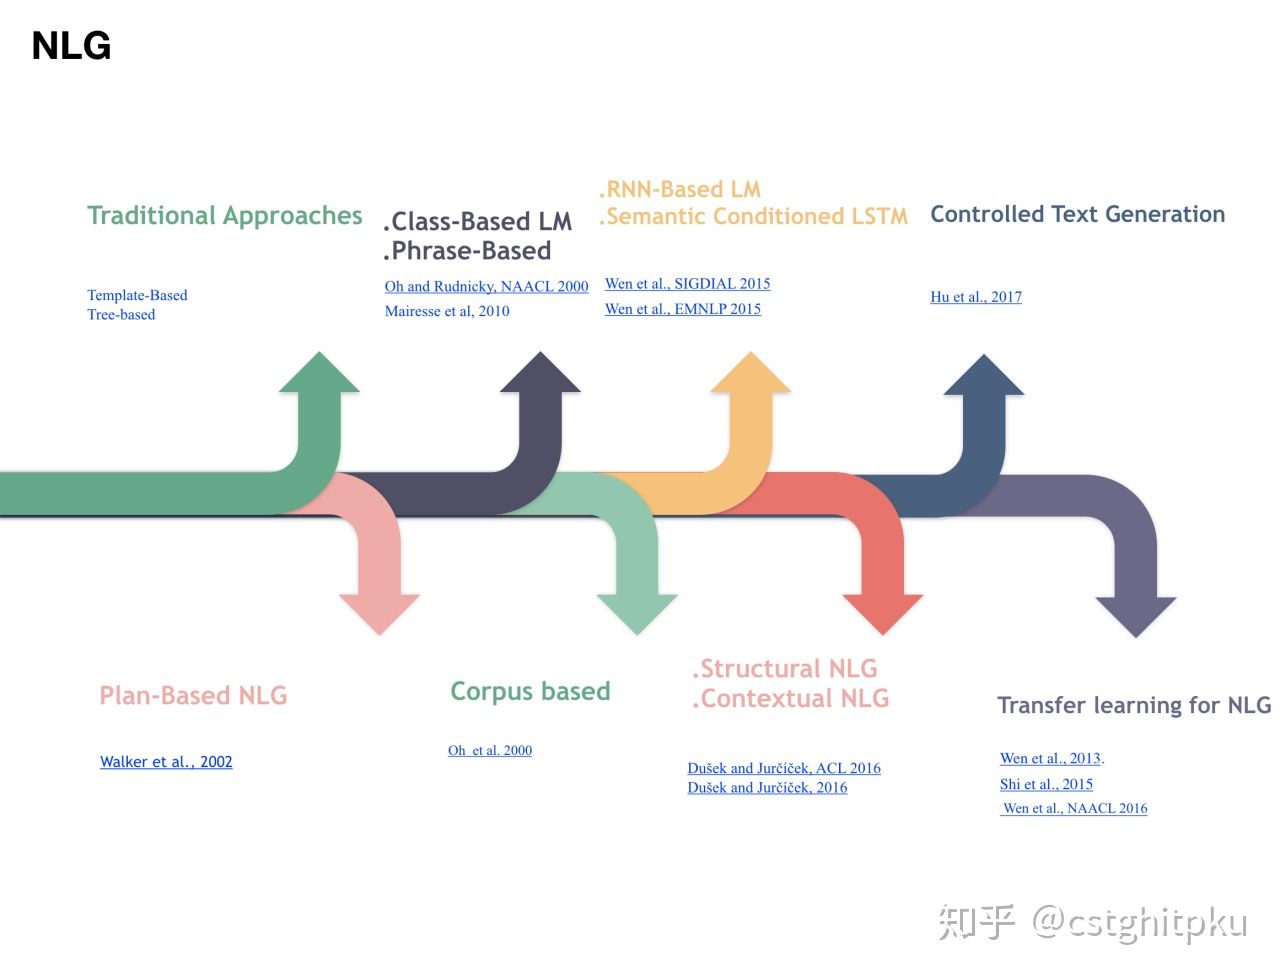 NLG
Traditional Approaches
Template-Based
Tree-based
.Class-Based LM
.Phrase-Based
Oh and Rudnicky, NAACL 2000
Mairesse et al, 2010
.RNN-Based LM
.Semantic Conditioned LSTM
Wen et al., SIGDIAL 2015
Wen et al., EMNLP 2015
Controlled Text Generation
Hu et al., 2017
Plan-Based NLG
Walker et al., 2002
Corpus based
Oh et al. 2000
.Structural NLG
.Contextual NLG
Dušek and Jurčíček, ACL 2016
Dušek and Jurčíček, 2016
Transfer learning for NLG
Wen et al., 2013.
Shi et al., 2015
Wen et al., NAACL 2016
知乎 @cstghitpku